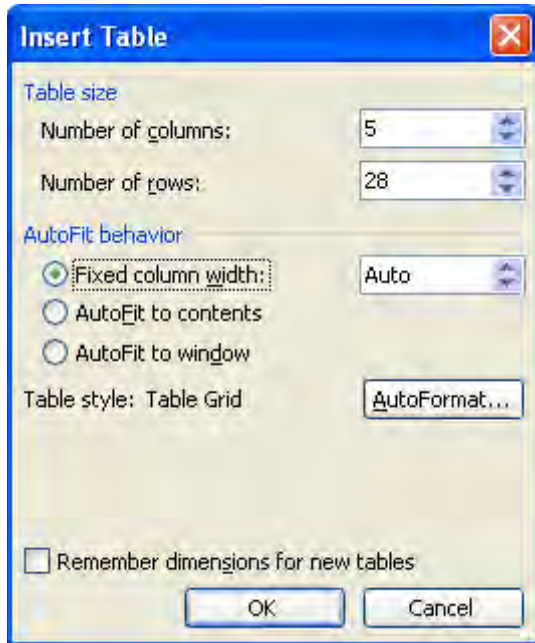 Insert Table
Table size
Number of columns: 5
Number of rows: 28
AutoFit behavior
Fixed column width: Auto
AutoFit to contents
AutoFit to window
Table style: Table Grid AutoFormat...
Remember dimensions for new tables
OK Cancel